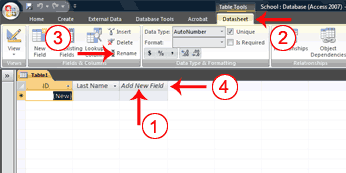 Table Tools
School : Database (Access 2007)
Home
Create
External Data
Database Tools
Acrobat
Datasheet
View
New
Field
Existing
Fields
Lookup
Insert
Delete
Rename
Data Type: AutoNumber
Format:
Unique
Is Required
$ % ,
Object
Dependencies
Views
Fields & Columns
Data Type & Formatting
Relationships
Table1
ID
Last Name
Add New Field
(New)
1
2
3
4